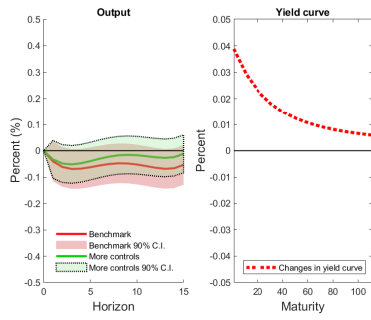 Output
Percent (%)
0.5
0.4
0.3
0.2
0.1
0
-0.1
-0.2
-0.3
-0.4
-0.5
Benchmark
Benchmark 90% C.I.
More controls
More controls 90% C.I.
0 5 10 15
Horizon
Yield curve
Percent
0.05
0.04
0.03
0.02
0.01
0
-0.01
-0.02
-0.03
-0.04
-0.05
Changes in yield curve
20 40 60 80 100
Maturity